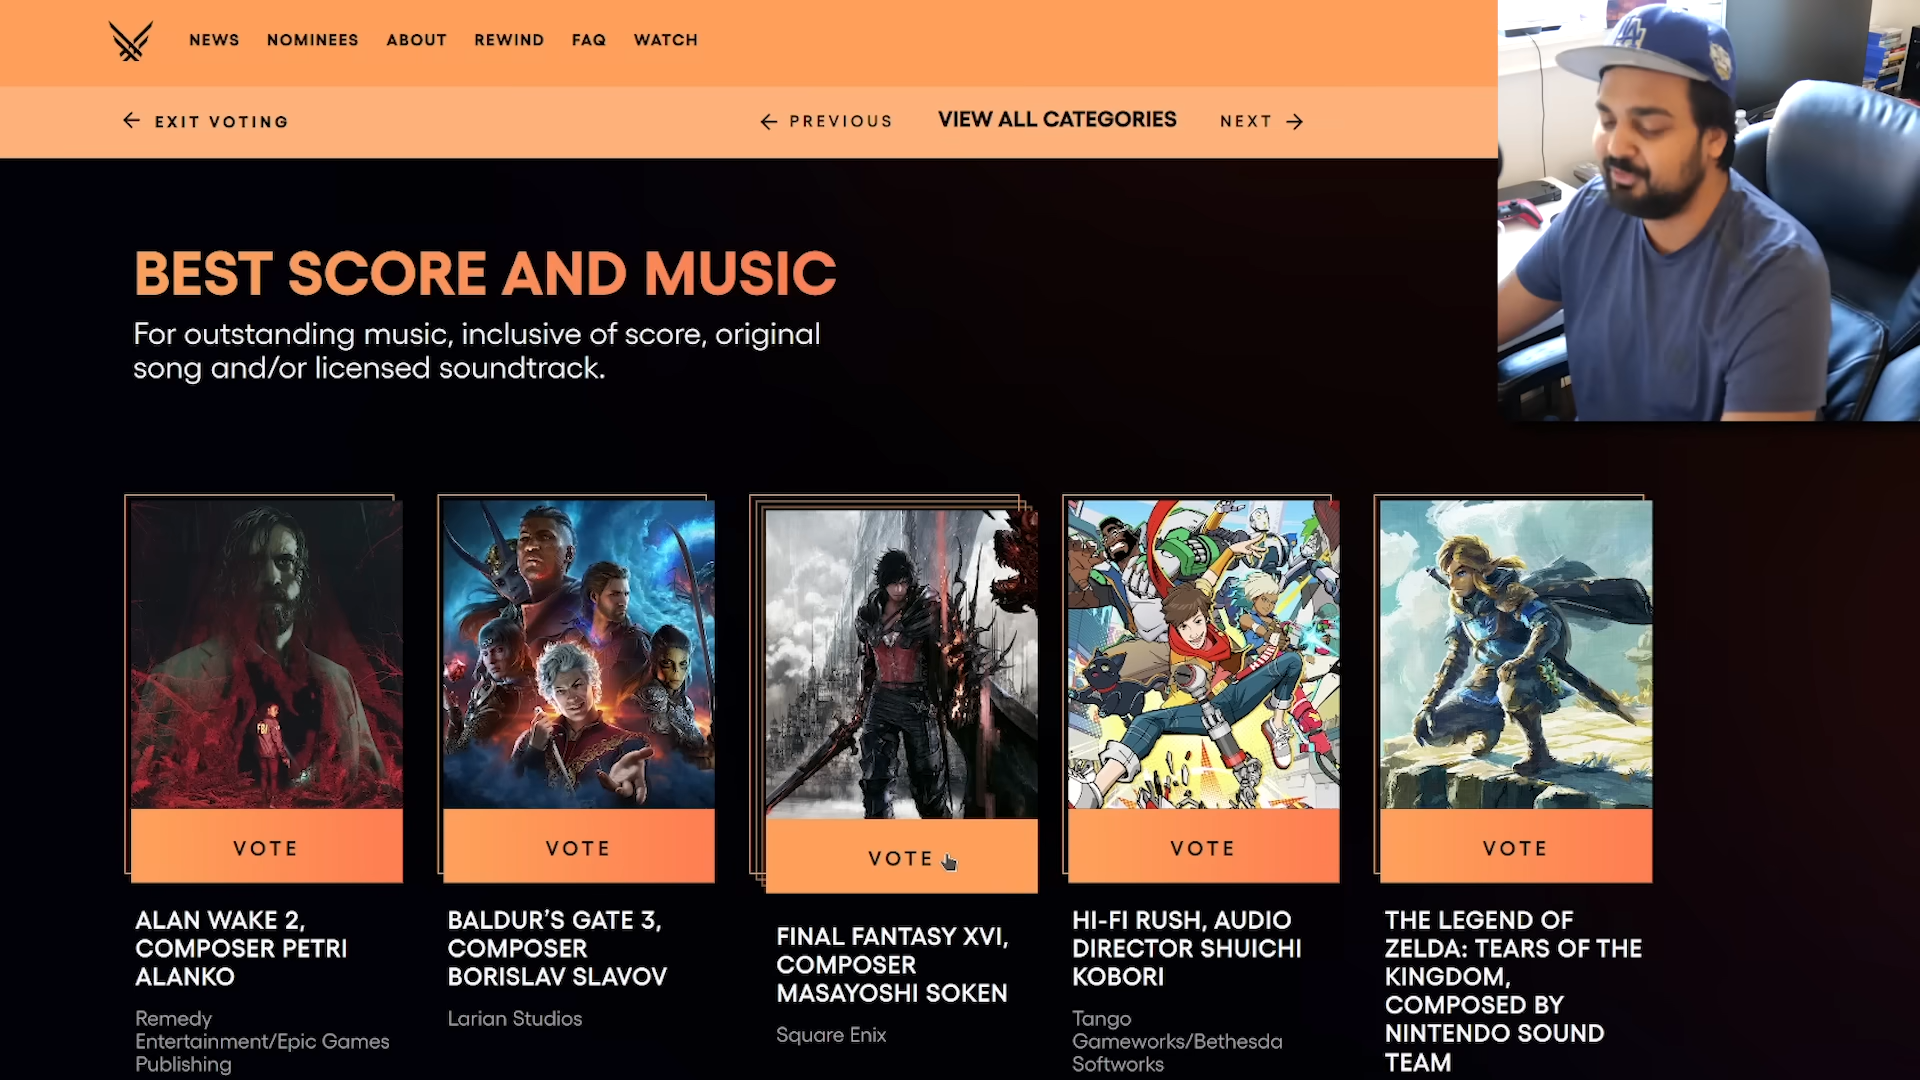 NEWS NOMINEES ABOUT REWIND FAQ WATCH
EXIT VOTING
PREVIOUS
VIEW ALL CATEGORIES
NEXT
LA
BEST SCORE AND MUSIC
For outstanding music, inclusive of score, original
song and/or licensed soundtrack.
FBI
VOTE
ALAN WAKE 2,
COMPOSER PETRI
ALANKO
Remedy
Entertainment/Epic Games
Publishing
VOTE
BALDUR’S GATE 3,
COMPOSER
BORISLAV SLAVOV
Larian Studios
VOTE
FINAL FANTASY XVI,
COMPOSER
MASAYOSHI SOKEN
Square Enix
VOTE
HI-FI RUSH, AUDIO
DIRECTOR SHUICHI
KOBORI
Tango
Gameworks/Bethesda
Softworks
VOTE
THE LEGEND OF
ZELDA: TEARS OF THE
KINGDOM,
COMPOSED BY
NINTENDO SOUND
TEAM